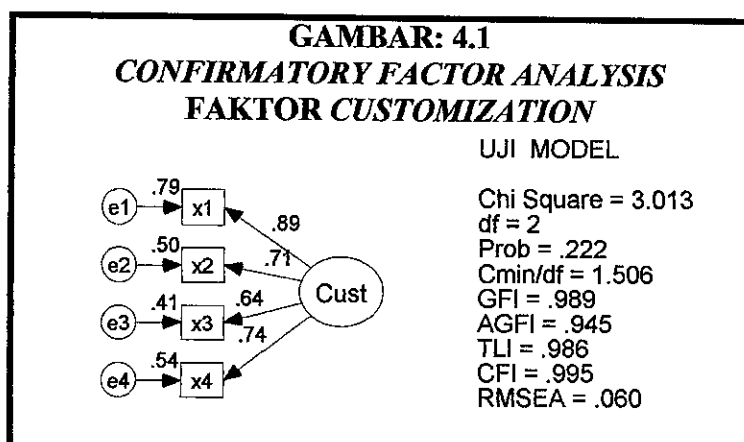 GAMBAR: 4.1
CONFIRMATORY FACTOR ANALYSIS
FAKTOR CUSTOMIZATION
UJI MODEL
Chi Square = 3.013
df = 2
Prob = .222
Cmin/df = 1.506
GFI = .989
AGFI = .945
TLI = .986
CFI = .995
RMSEA = .060
.79
e1 x1
.89
.50
e2 x2
.71
Cust
.41
e3 x3
.64
.74
.54
e4 x4